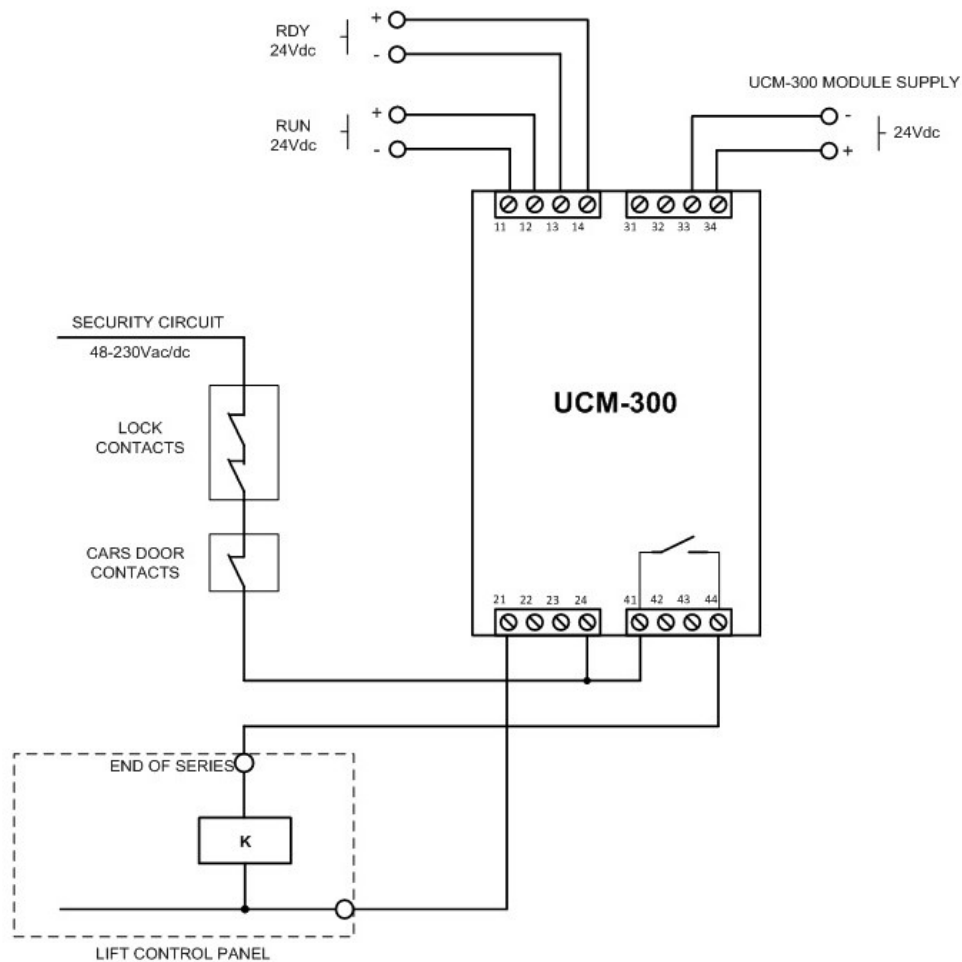 RDY
24Vdc
+
-
RUN
24Vdc
+
-
UCM-300 MODULE SUPPLY
-
+
24Vdc
11 12 13 14
31 32 33 34
SECURITY CIRCUIT
48-230Vac/dc
LOCK
CONTACTS
CARS DOOR
CONTACTS
UCM-300
21 22 23 24
41 42 43 44
END OF SERIES
K
LIFT CONTROL PANEL